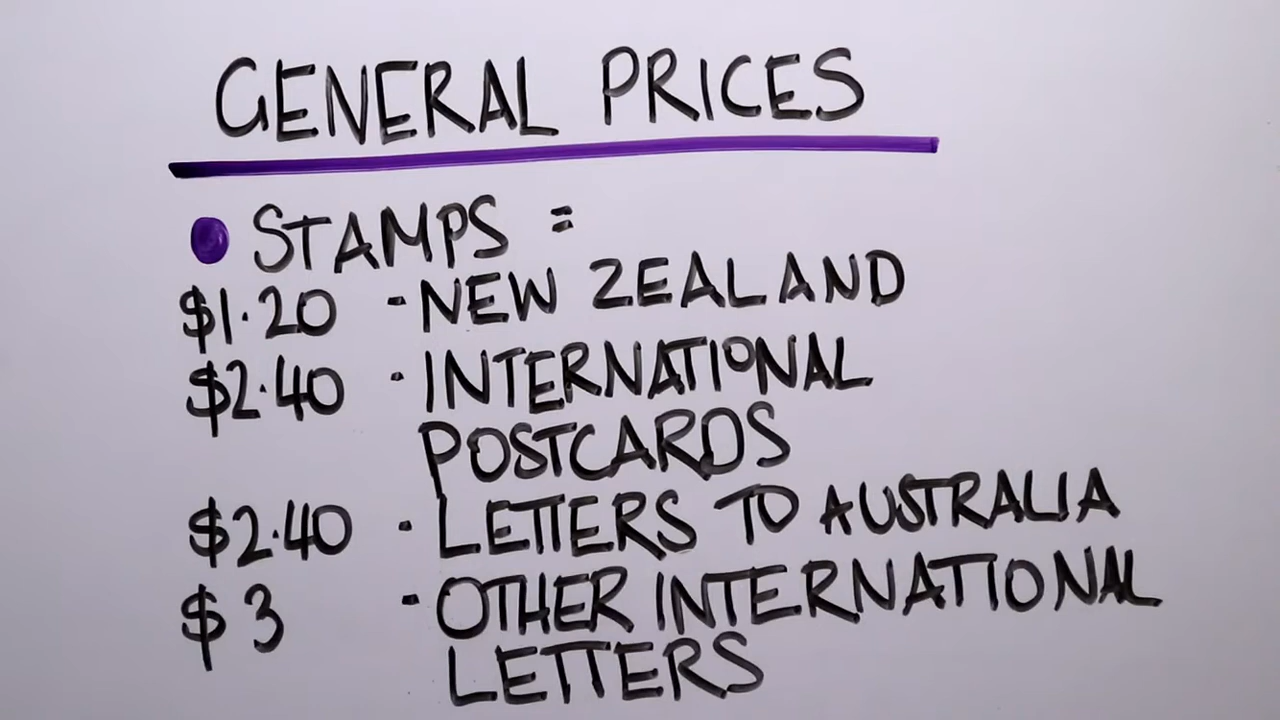 GENERAL PRICES
STAMPS =
$1.20 - NEW ZEALAND
$2.40 - INTERNATIONAL
POSTCARDS
$2.40 - LETTERS TO AUSTRALIA
$3 - OTHER INTERNATIONAL
LETTERS